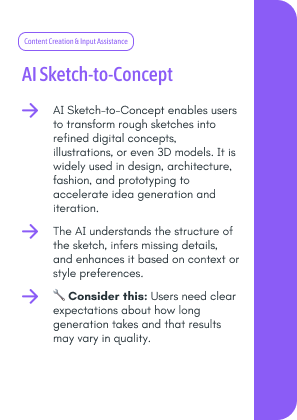 Content Creation & Input Assistance
AI Sketch-to-Concept
AI Sketch-to-Concept enables users
to transform rough sketches into
refined digital concepts,
illustrations, or even 3D models. It is
widely used in design, architecture,
fashion, and prototyping to
accelerate idea generation and
iteration.
The AI understands the structure of
the sketch, infers missing details,
and enhances it based on context or
style preferences.
🔧 Consider this: Users need clear
expectations about how long
generation takes and that results
may vary in quality.